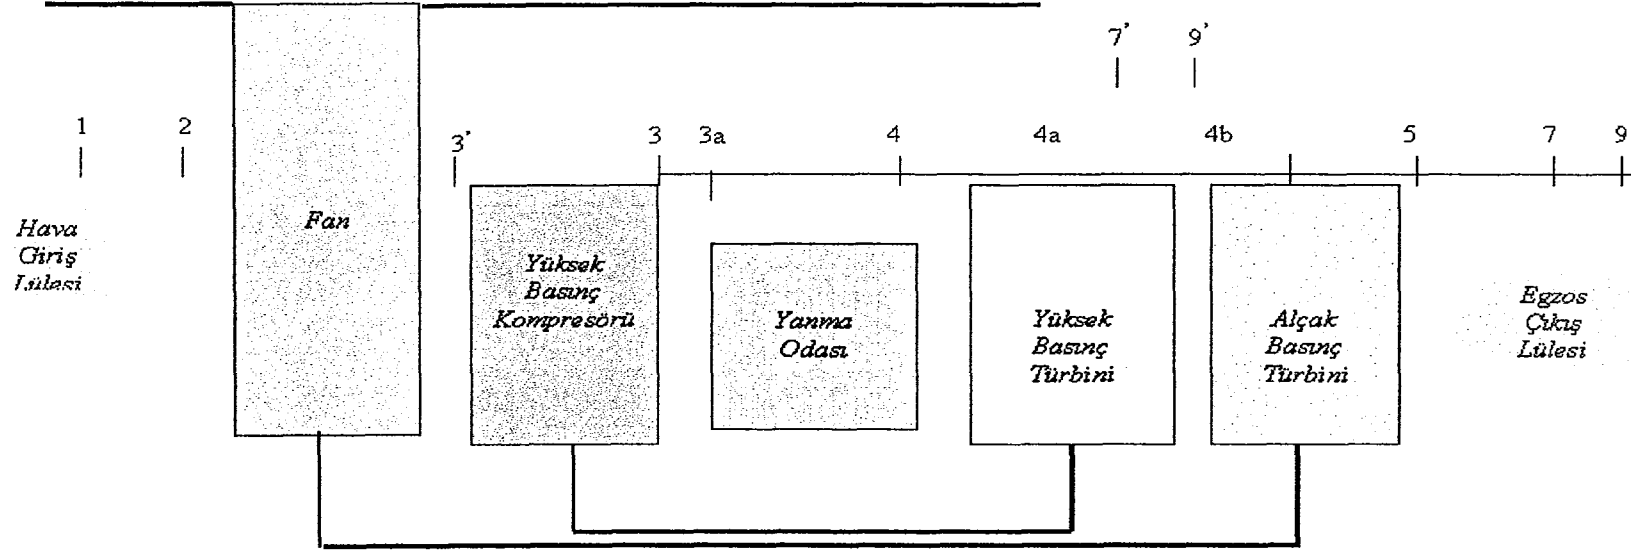 7' 9'
1 2 3' 3 3a 4 4a 4b 5 7 9
Hava
Giriş
Lülesi
Fan
Yüksek
Basınç
Kompresörü
Yanma
Odası
Yüksek
Basınç
Türbini
Alçak
Basınç
Türbini
Egzos
Çıkış
Lülesi